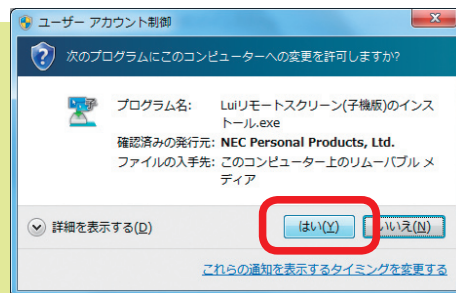 ユーザー アカウント制御
次のプログラムにこのコンピューターへの変更を許可しますか?
プログラム名: Luiリモートスクリーン(子機版)のインス
トール.exe
確認済みの発行元: NEC Personal Products, Ltd.
ファイルの入手先: このコンピューター上のリムーバブル メ
ディア
詳細を表示する(D)
はい(Y)
いいえ(N)
これらの通知を表示するタイミングを変更する